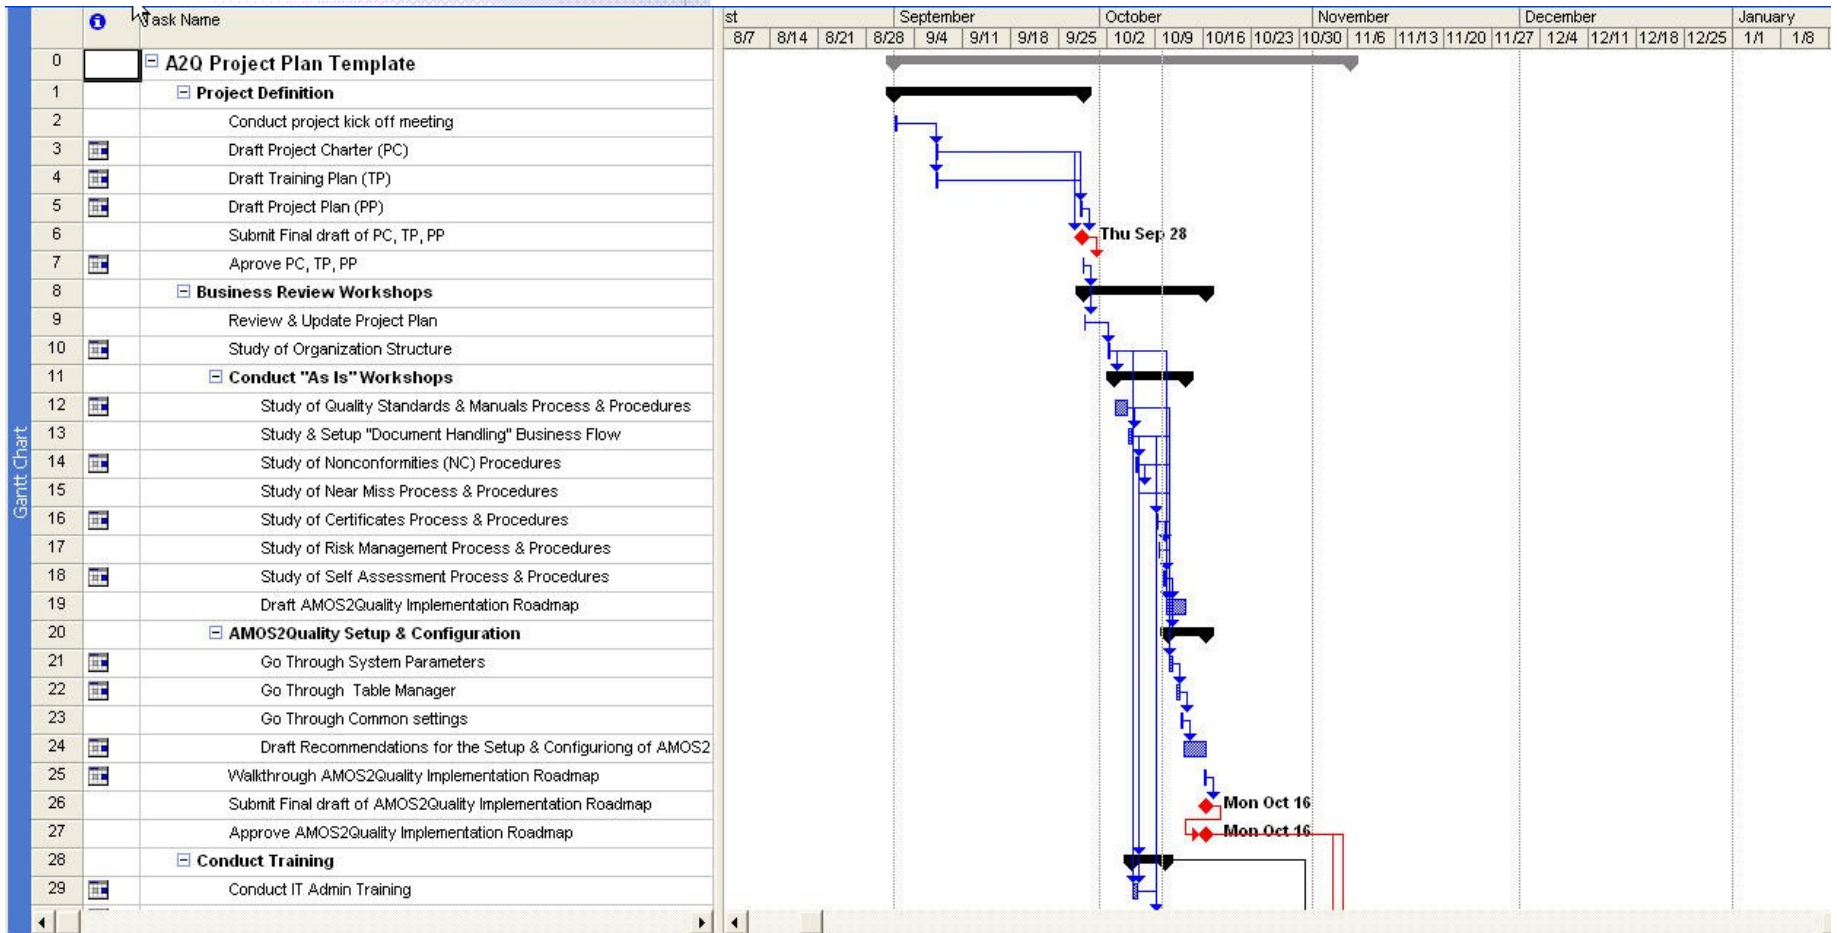 Task Name
st September October November December January
8/7 8/14 8/21 8/28 9/4 9/11 9/18 9/25 10/2 10/9 10/16 10/23 10/30 11/6 11/13 11/20 11/27 12/4 12/11 12/18 12/25 1/1 1/8
0 A2Q Project Plan Template
1 Project Definition
2 Conduct project kick off meeting
3 Draft Project Charter (PC)
4 Draft Training Plan (TP)
5 Draft Project Plan (PP)
6 Submit Final draft of PC, TP, PP Thu Sep 28
7 Aprove PC, TP, PP
8 Business Review Workshops
9 Review & Update Project Plan
10 Study of Organization Structure
11 Conduct "As Is" Workshops
12 Study of Quality Standards & Manuals Process & Procedures
13 Study & Setup "Document Handling" Business Flow
14 Study of Nonconformities (NC) Procedures
15 Study of Near Miss Process & Procedures
16 Study of Certificates Process & Procedures
17 Study of Risk Management Process & Procedures
18 Study of Self Assessment Process & Procedures
19 Draft AMOS2Quality Implementation Roadmap
20 AMOS2Quality Setup & Configuration
21 Go Through System Parameters
22 Go Through Table Manager
23 Go Through Common settings
24 Draft Recommendations for the Setup & Configuriong of AMOS2
25 Walkthrough AMOS2Quality Implementation Roadmap
26 Submit Final draft of AMOS2Quality Implementation Roadmap Mon Oct 16
27 Approve AMOS2Quality Implementation Roadmap Mon Oct 16
28 Conduct Training
29 Conduct IT Admin Training
Gantt Chart